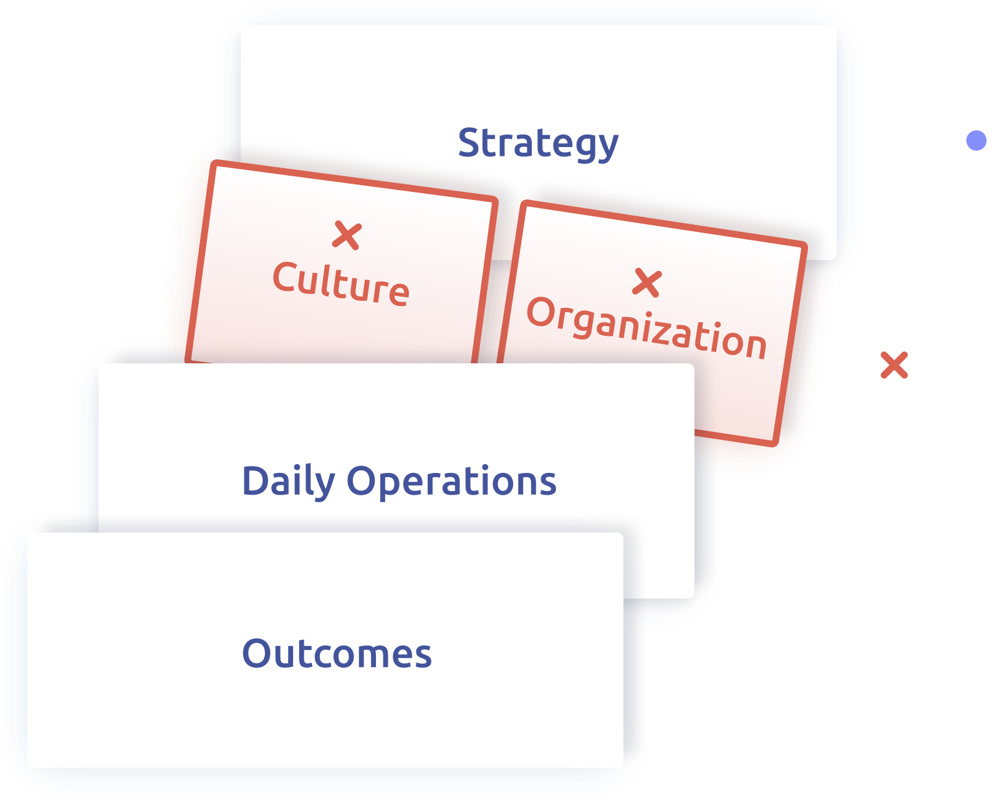 Strategy
Culture
Organization
Daily Operations
Outcomes